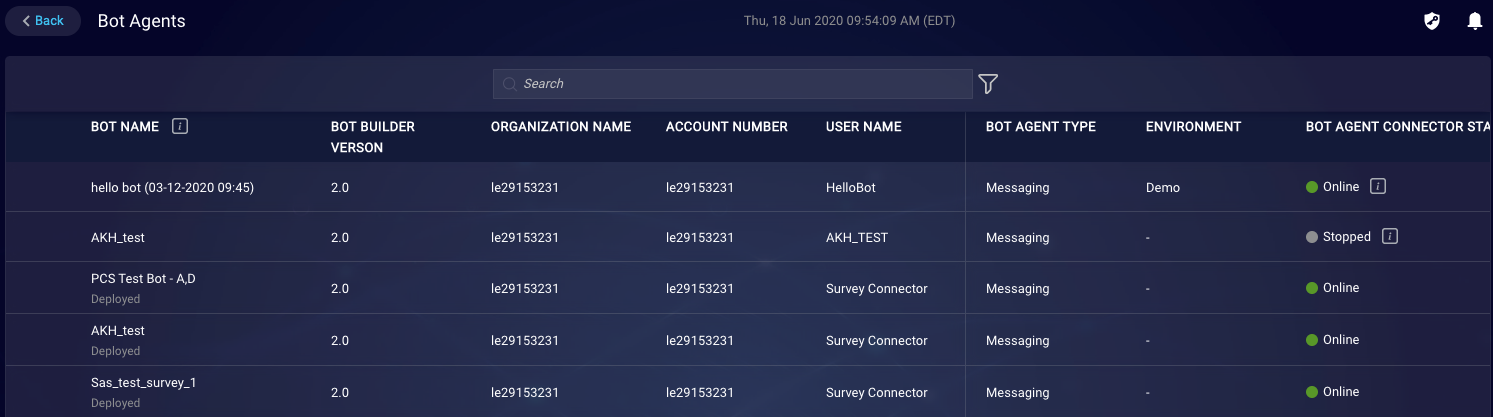 Back Bot Agents Thu, 18 Jun 2020 09:54:09 AM (EDT)
Search
BOT NAME BOT BUILDER VERSON ORGANIZATION NAME ACCOUNT NUMBER USER NAME BOT AGENT TYPE ENVIRONMENT BOT AGENT CONNECTOR STA
hello bot (03-12-2020 09:45) 2.0 le29153231 le29153231 HelloBot Messaging Demo Online
AKH_test 2.0 le29153231 le29153231 AKH_TEST Messaging - Stopped
PCS Test Bot - A,D
Deployed 2.0 le29153231 le29153231 Survey Connector Messaging - Online
AKH_test
Deployed 2.0 le29153231 le29153231 Survey Connector Messaging - Online
Sas_test_survey_1
Deployed 2.0 le29153231 le29153231 Survey Connector Messaging - Online